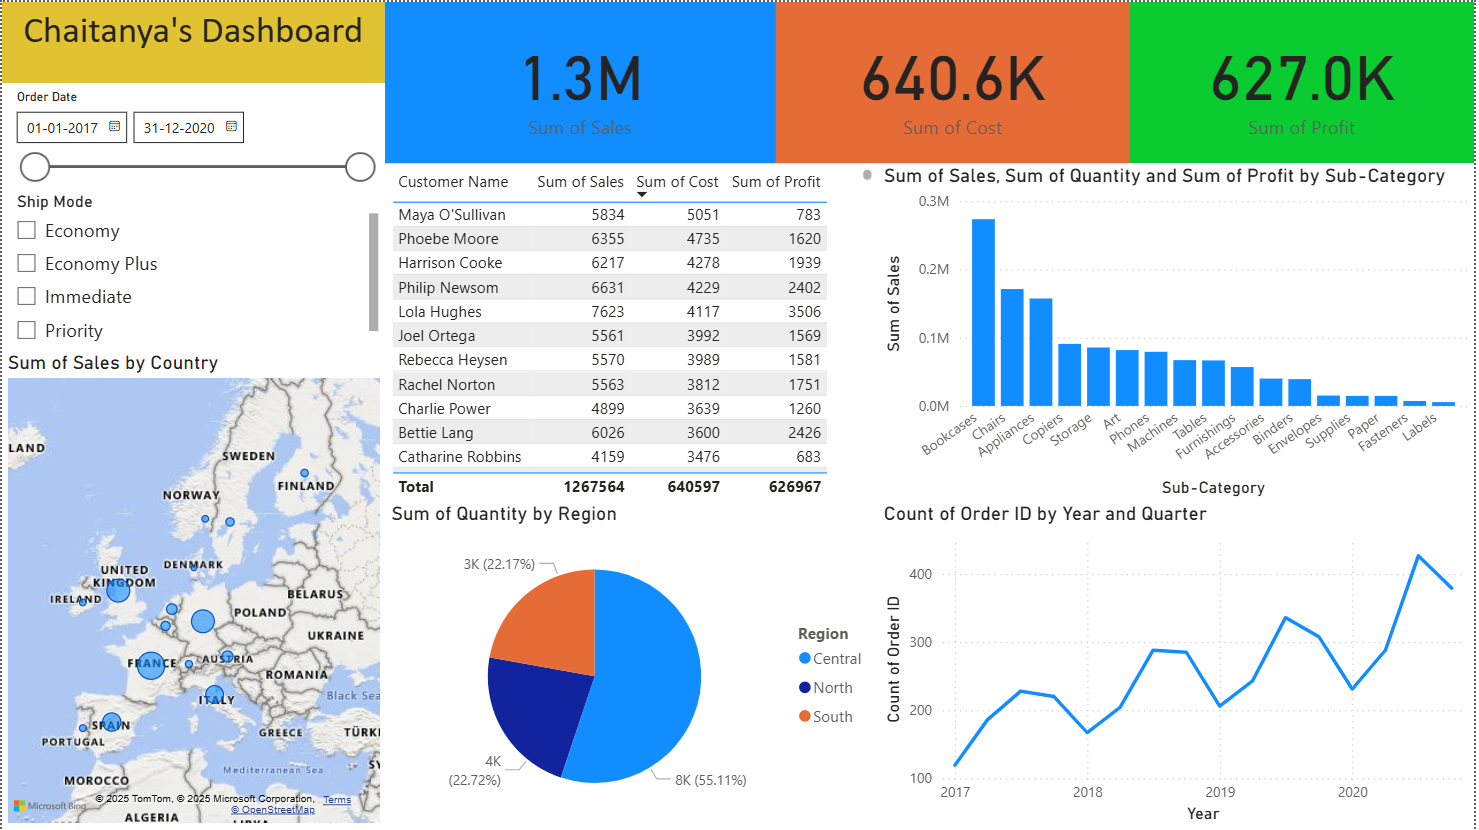 Chaitanya's Dashboard
1.3M
Sum of Sales
640.6K
Sum of Cost
627.0K
Sum of Profit
Order Date
01-01-2017 31-12-2020
Ship Mode
Economy
Economy Plus
Immediate
Priority
Customer Name Sum of Sales Sum of Cost Sum of Profit
Maya O'Sullivan 5834 5051 783
Phoebe Moore 6355 4735 1620
Harrison Cooke 6217 4278 1939
Philip Newsom 6631 4229 2402
Lola Hughes 7623 4117 3506
Joel Ortega 5561 3992 1569
Rebecca Heysen 5570 3989 1581
Rachel Norton 5563 3812 1751
Charlie Power 4899 3639 1260
Bettie Lang 6026 3600 2426
Catharine Robbins 4159 3476 683
Total 1267564 640597 626967
Sum of Sales, Sum of Quantity and Sum of Profit by Sub-Category
Sum of Sales
0.3M
0.2M
0.1M
0.0M
Bookcases
Chairs
Appliances
Copiers
Storage
Art
Phones
Machines
Tables
Furnishings
Accessories
Binders
Envelopes
Supplies
Paper
Fasteners
Labels
Sub-Category
Sum of Sales by Country
LAND
SWEDEN
FINLAND
NORWAY
DENMARK
UNITED
KINGDOM
IRELAND
BELARUS
POLAND
UKRAINE
FRANCE
AUSTRIA
ROMANIA
Black Sea
ITALY
SPAIN
PORTUGAL
GREECE
TÜRKI
SY
Mediterranean Sea
MOROCCO
Microsoft Bing
© 2025 TomTom, © 2025 Microsoft Corporation, Terms
© OpenStreetMap
ALGERIA
Sum of Quantity by Region
3K (22.17%)
4K
(22.72%)
8K (55.11%)
Region
Central
North
South
Count of Order ID by Year and Quarter
Count of Order ID
400
300
200
100
2017 2018 2019 2020
Year